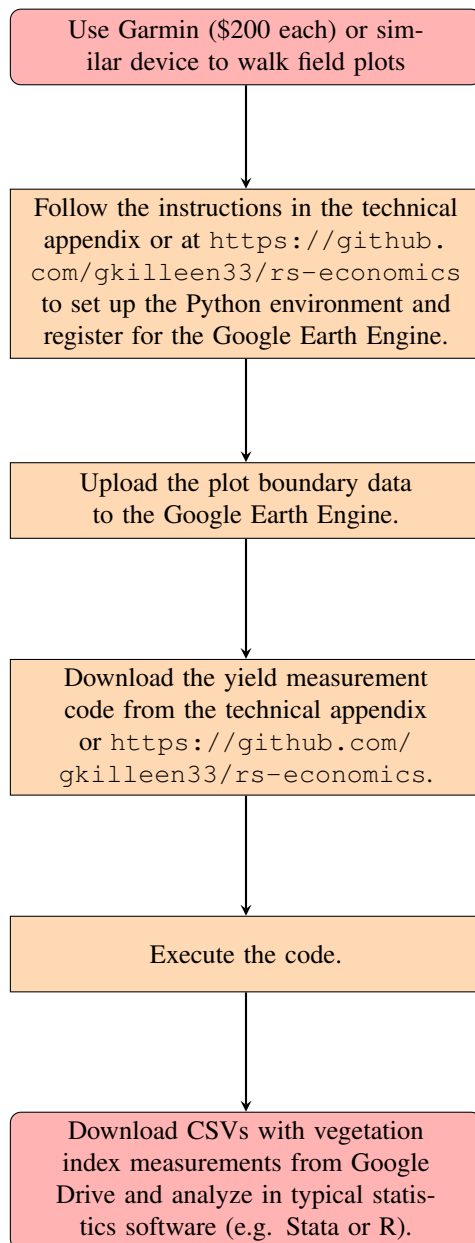 Use Garmin ($200 each) or sim-
ilar device to walk field plots
Follow the instructions in the technical
appendix or at https://github.
com/gkilleen33/rs-economics
to set up the Python environment and
register for the Google Earth Engine.
Upload the plot boundary data
to the Google Earth Engine.
Download the yield measurement
code from the technical appendix
or https://github.com/
gkilleen33/rs-economics.
Execute the code.
Download CSVs with vegetation
index measurements from Google
Drive and analyze in typical statis-
tics software (e.g. Stata or R).